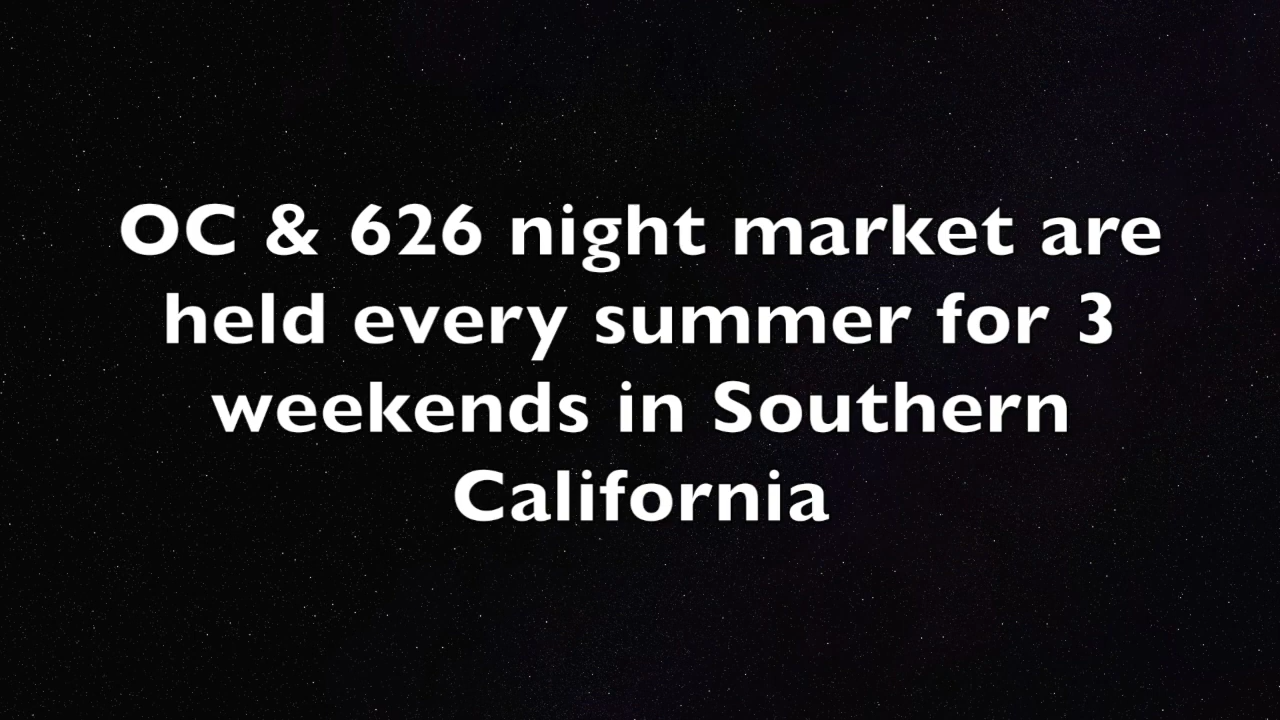 OC & 626 night market are
held every summer for 3
weekends in Southern
California